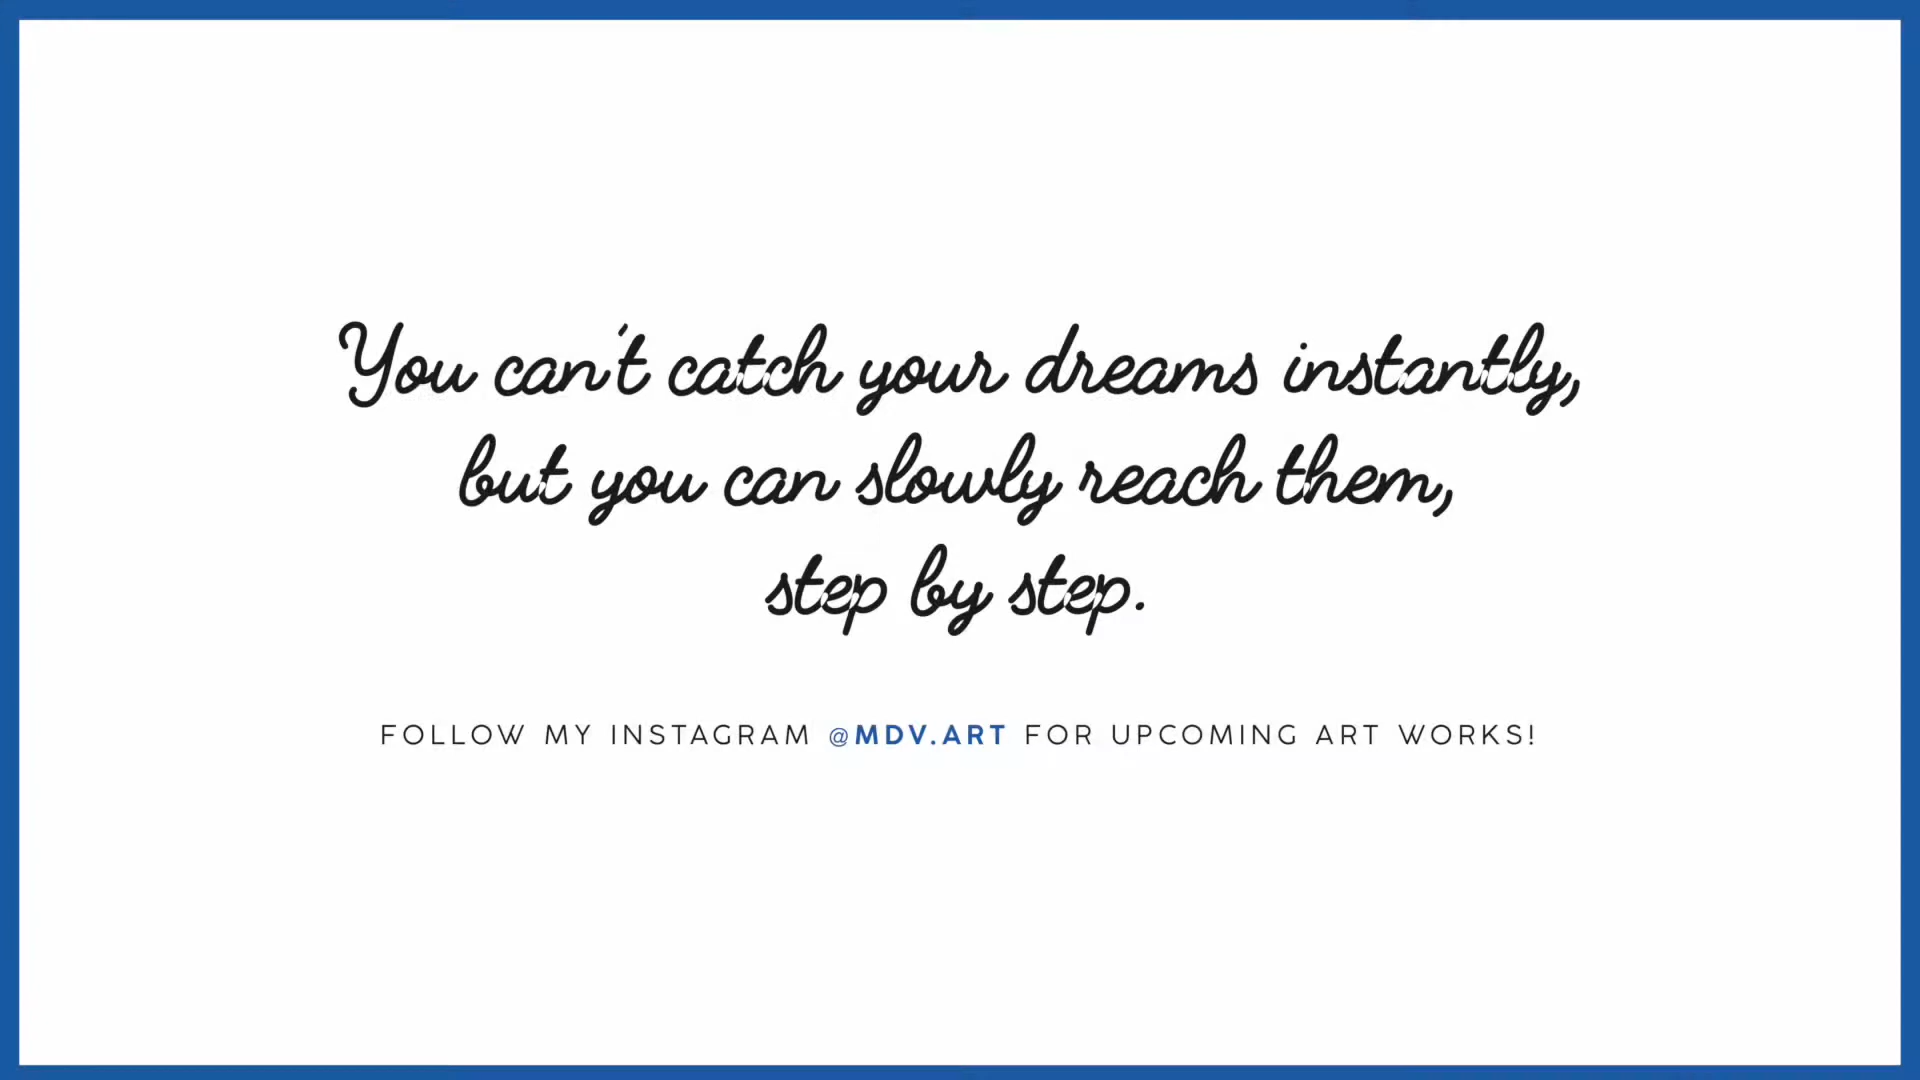 You can't catch your dreams instantly,
but you can slowly reach them,
step by step.
FOLLOW MY INSTAGRAM @MDV.ART FOR UPCOMING ART WORKS!